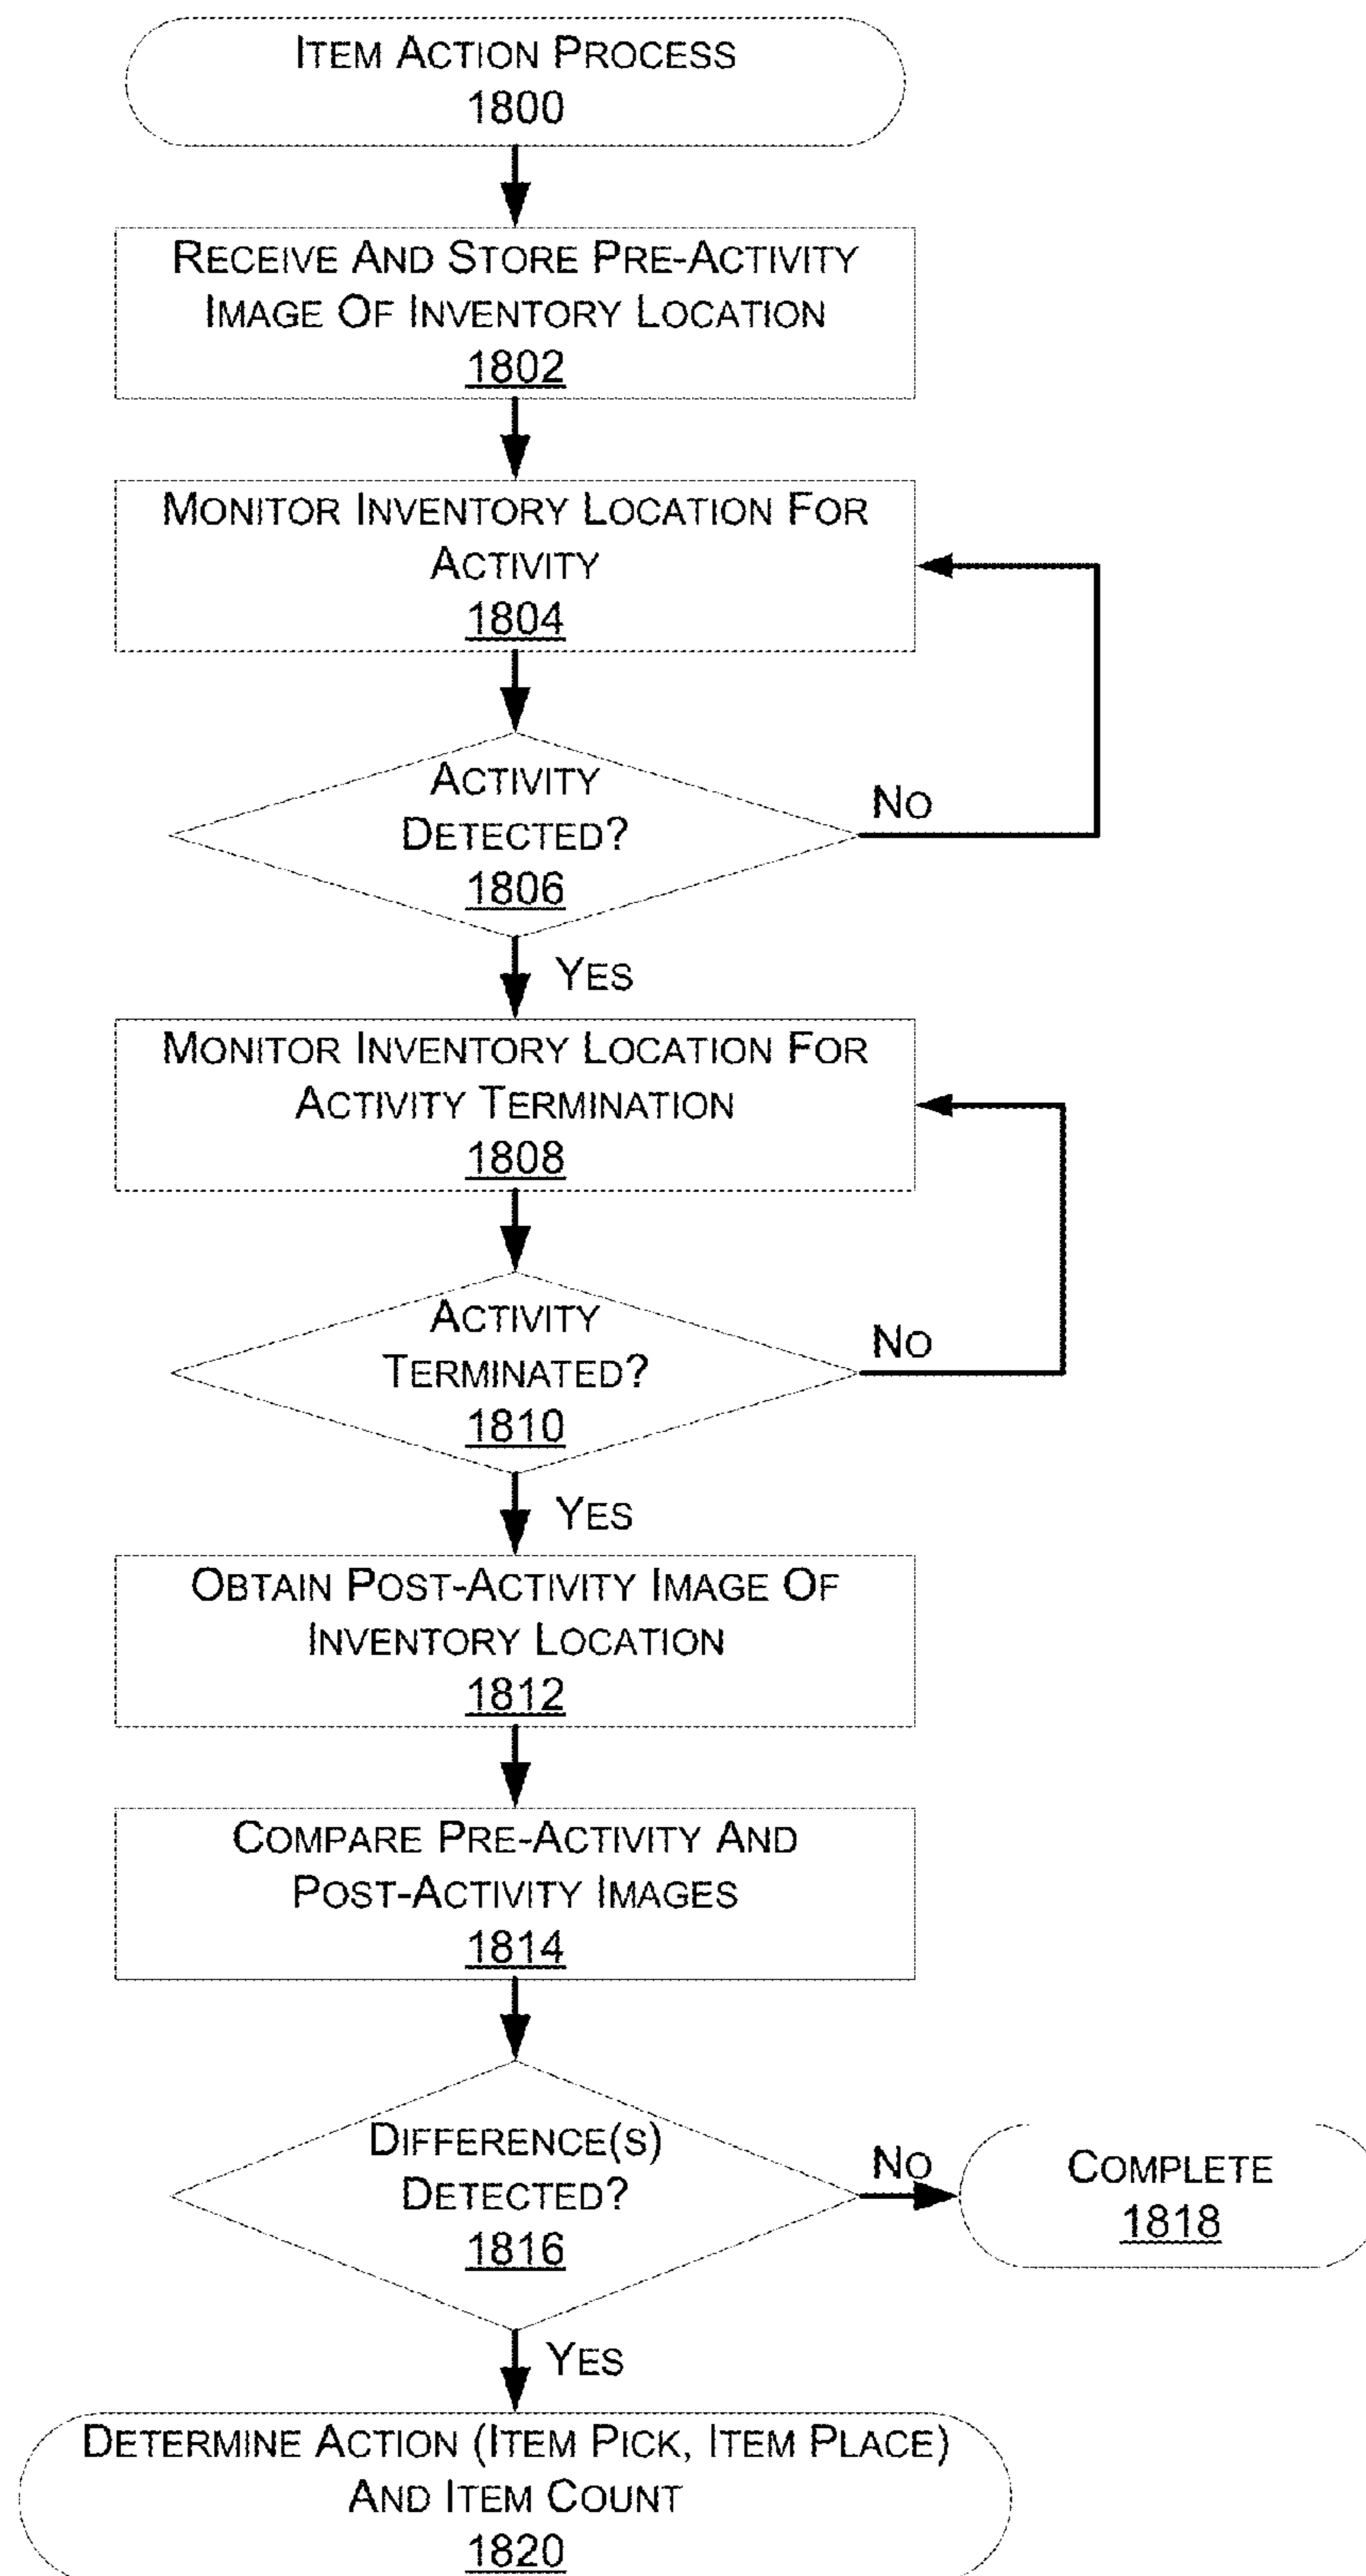 ITEM ACTION PROCESS
1800
RECEIVE AND STORE PRE-ACTIVITY
IMAGE OF INVENTORY LOCATION
1802
MONITOR INVENTORY LOCATION FOR
ACTIVITY
1804
ACTIVITY
DETECTED?
1806
NO
YES
MONITOR INVENTORY LOCATION FOR
ACTIVITY TERMINATION
1808
ACTIVITY
TERMINATED?
1810
NO
YES
OBTAIN POST-ACTIVITY IMAGE OF
INVENTORY LOCATION
1812
COMPARE PRE-ACTIVITY AND
POST-ACTIVITY IMAGES
1814
DIFFERENCE(S)
DETECTED?
1816
NO
COMPLETE
1818
YES
DETERMINE ACTION (ITEM PICK, ITEM PLACE)
AND ITEM COUNT
1820